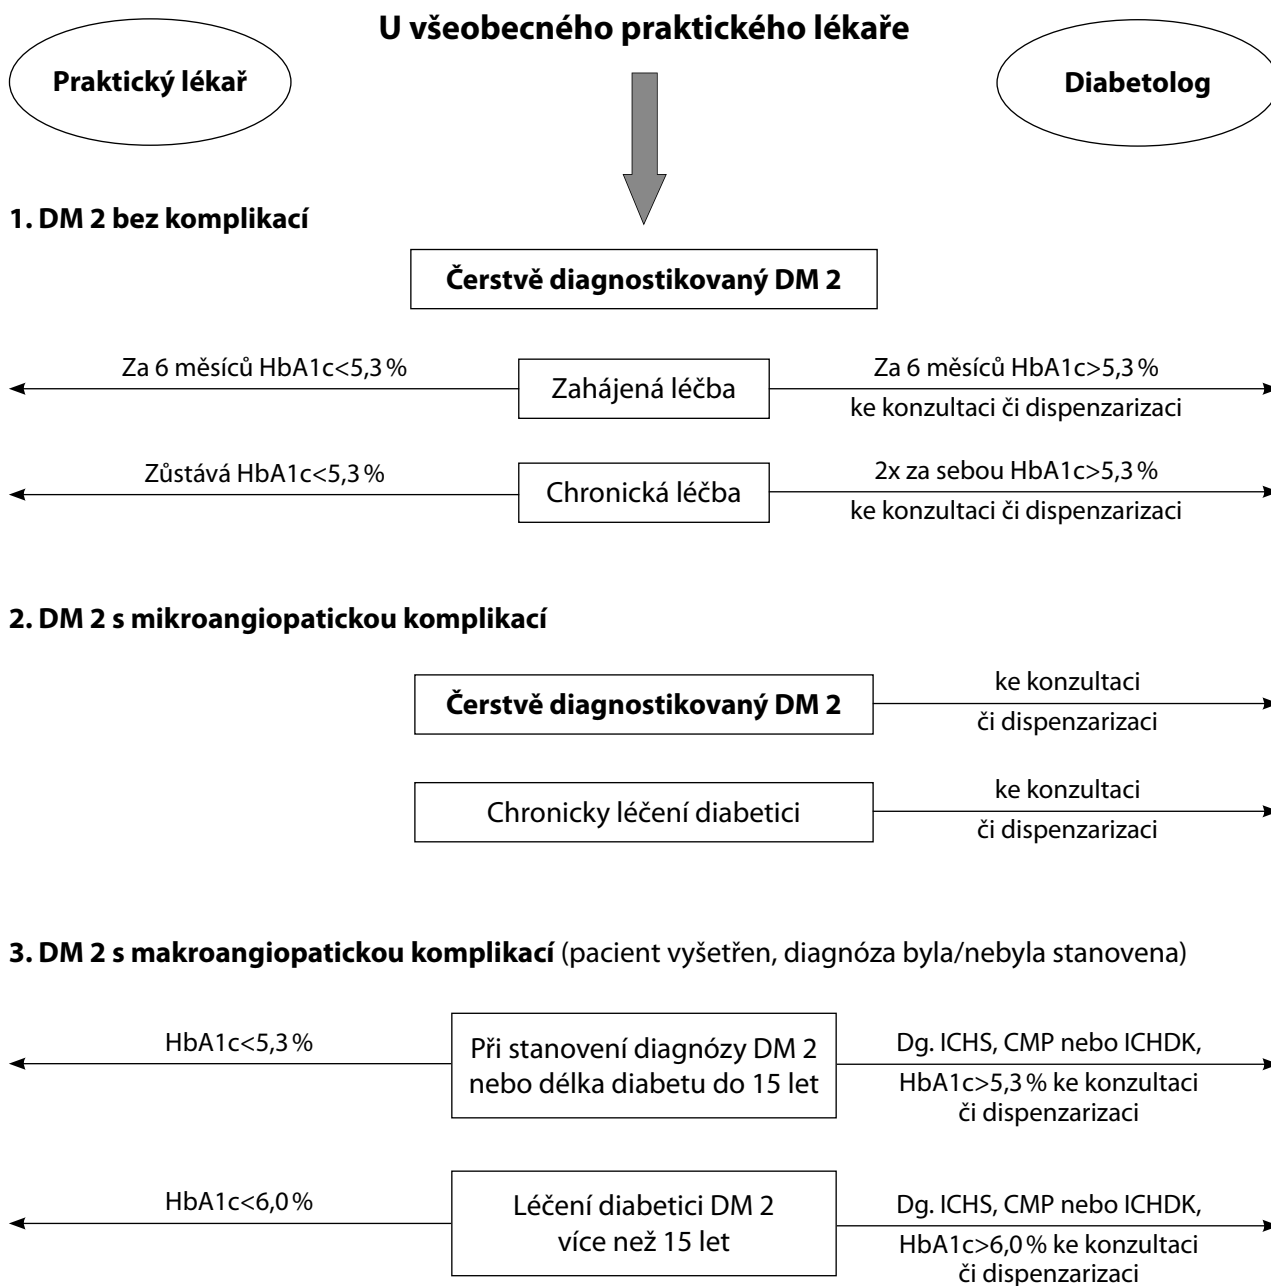 U všeobecného praktického lékaře
Praktický lékař
Diabetolog
1. DM 2 bez komplikací
Čerstvě diagnostikovaný DM 2
Za 6 měsíců HbA1c<5,3 %
Zahájená léčba
Za 6 měsíců HbA1c>5,3 %
ke konzultaci či dispenzarizaci
Zůstává HbA1c<5,3 %
Chronická léčba
2x za sebou HbA1c>5,3 %
ke konzultaci či dispenzarizaci
2. DM 2 s mikroangiopatickou komplikací
Čerstvě diagnostikovaný DM 2
ke konzultaci
či dispenzarizaci
Chronicky léčení diabetici
ke konzultaci
či dispenzarizaci
3. DM 2 s makroangiopatickou komplikací (pacient vyšetřen, diagnóza byla/nebyla stanovena)
HbA1c<5,3 %
Při stanovení diagnózy DM 2
nebo délka diabetu do 15 let
Dg. ICHS, CMP nebo ICHDK,
HbA1c>5,3 % ke konzultaci
či dispenzarizaci
HbA1c<6,0 %
Léčení diabetici DM 2
více než 15 let
Dg. ICHS, CMP nebo ICHDK,
HbA1c>6,0 % ke konzultaci
či dispenzarizaci